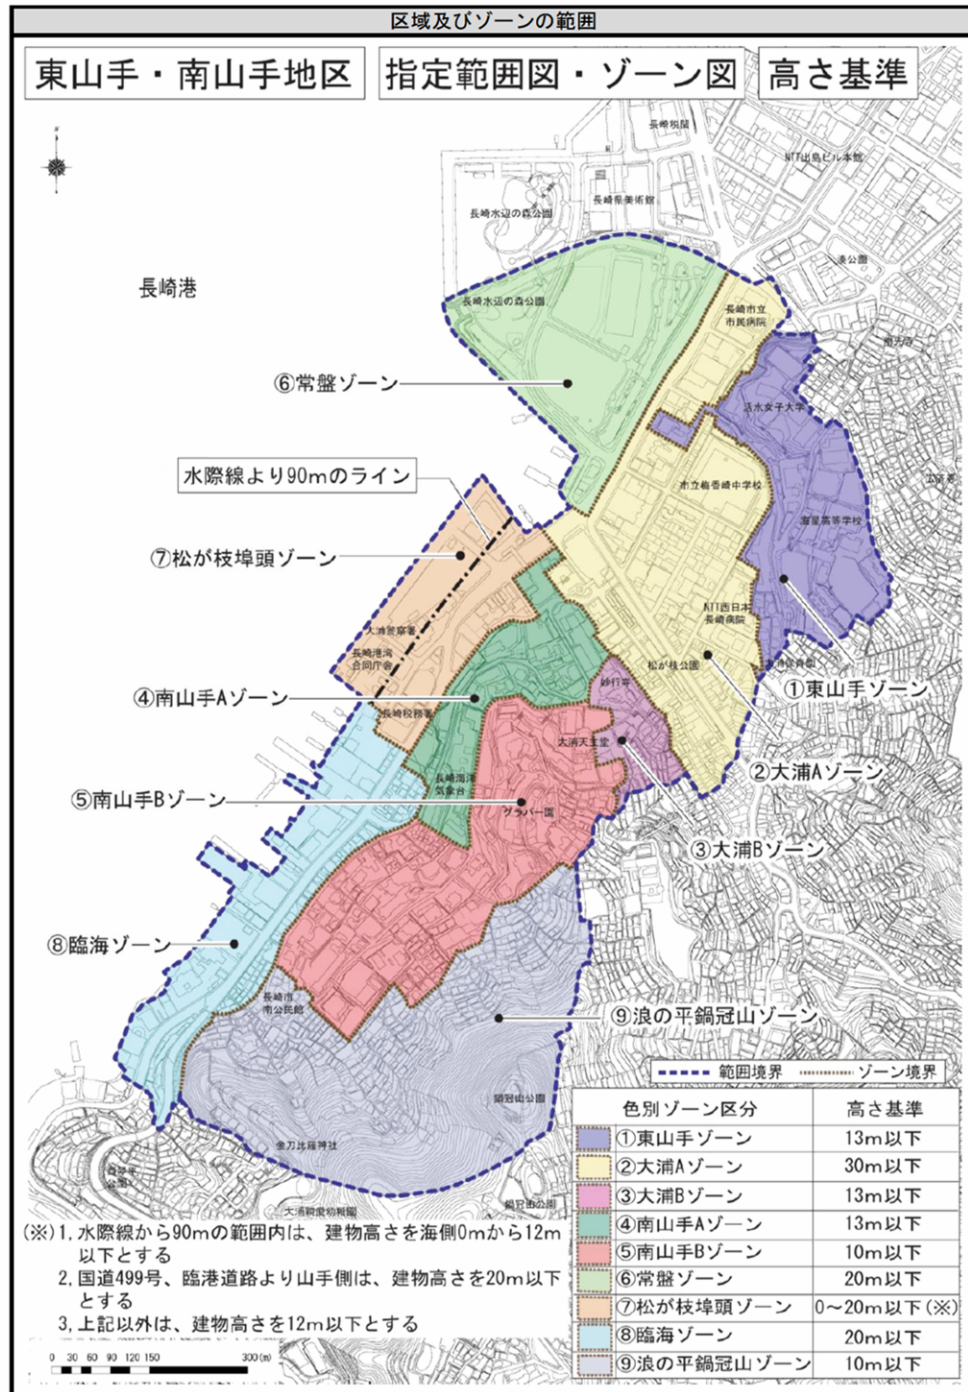 区域及びゾーンの範囲
東山手・南山手地区
指定範囲図・ゾーン図
高さ基準
長崎税関
NTT出島ビル本館
長崎県美術館
長崎水辺の森公園
湊公園
長崎港
長崎水辺の森公園
長崎市立
市民病院
⑥常盤ゾーン
活水女子大学
水際線より90mのライン
市立梅香崎中学校
海星高等学校
⑦松が枝埠頭ゾーン
NTT西日本
長崎病院
大浦警察署
長崎港湾
合同庁舎
松が枝公園
妙行寺
①東山手ゾーン
④南山手Aゾーン
長崎税務署
大浦天主堂
②大浦Aゾーン
長崎海洋
気象台
⑤南山手Bゾーン
グラバー園
③大浦Bゾーン
⑧臨海ゾーン
長崎市
南公民館
⑨浪の平鍋冠山ゾーン
鍋冠山公園
金刀比羅神社
鍋冠山公園
範囲境界
ゾーン境界
色別ゾーン区分 高さ基準
①東山手ゾーン 13m以下
②大浦Aゾーン 30m以下
③大浦Bゾーン 13m以下
④南山手Aゾーン 13m以下
⑤南山手Bゾーン 10m以下
⑥常盤ゾーン 20m以下
⑦松が枝埠頭ゾーン 0～20m以下(※)
⑧臨海ゾーン 20m以下
⑨浪の平鍋冠山ゾーン 10m以下
(※)1, 水際線から90mの範囲内は、建物高さを海側0mから12m
以下とする
2, 国道499号、臨港道路より山手側は、建物高さを20m以下
とする
3, 上記以外は、建物高さを12m以下とする
0 30 60 90 120 150 300(m)